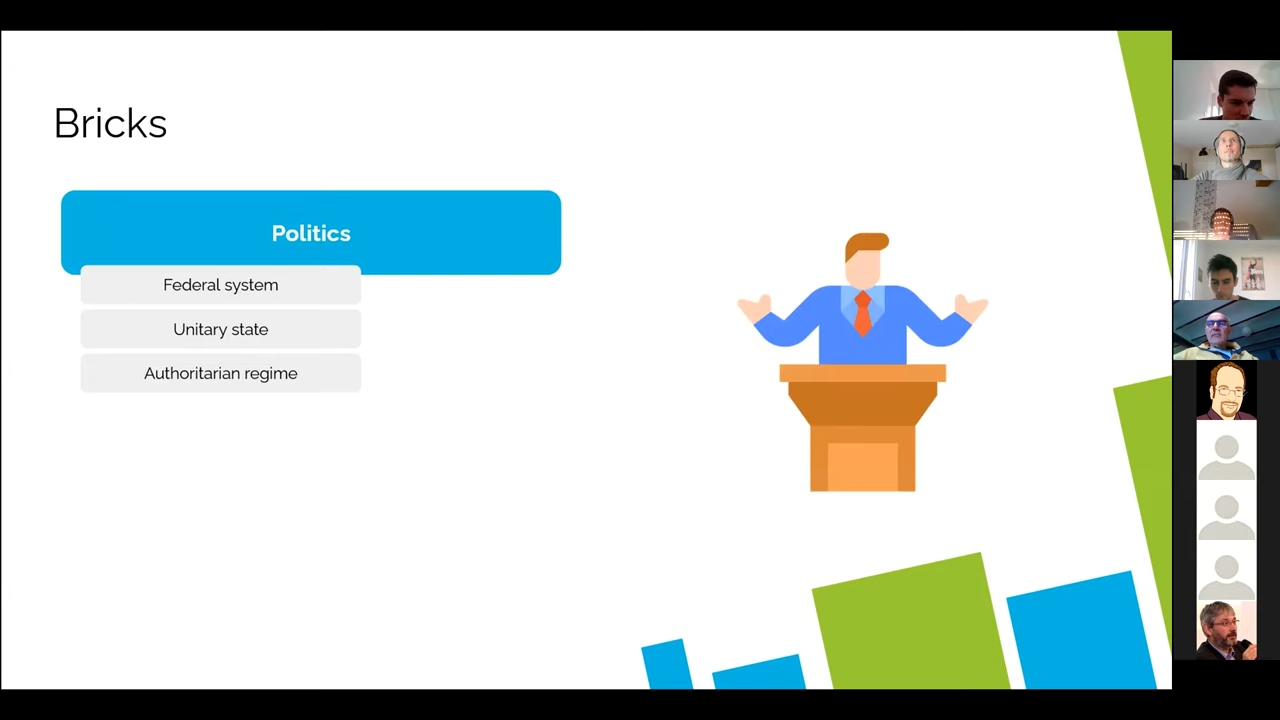 Bricks
Politics
Federal system
Unitary state
Authoritarian regime